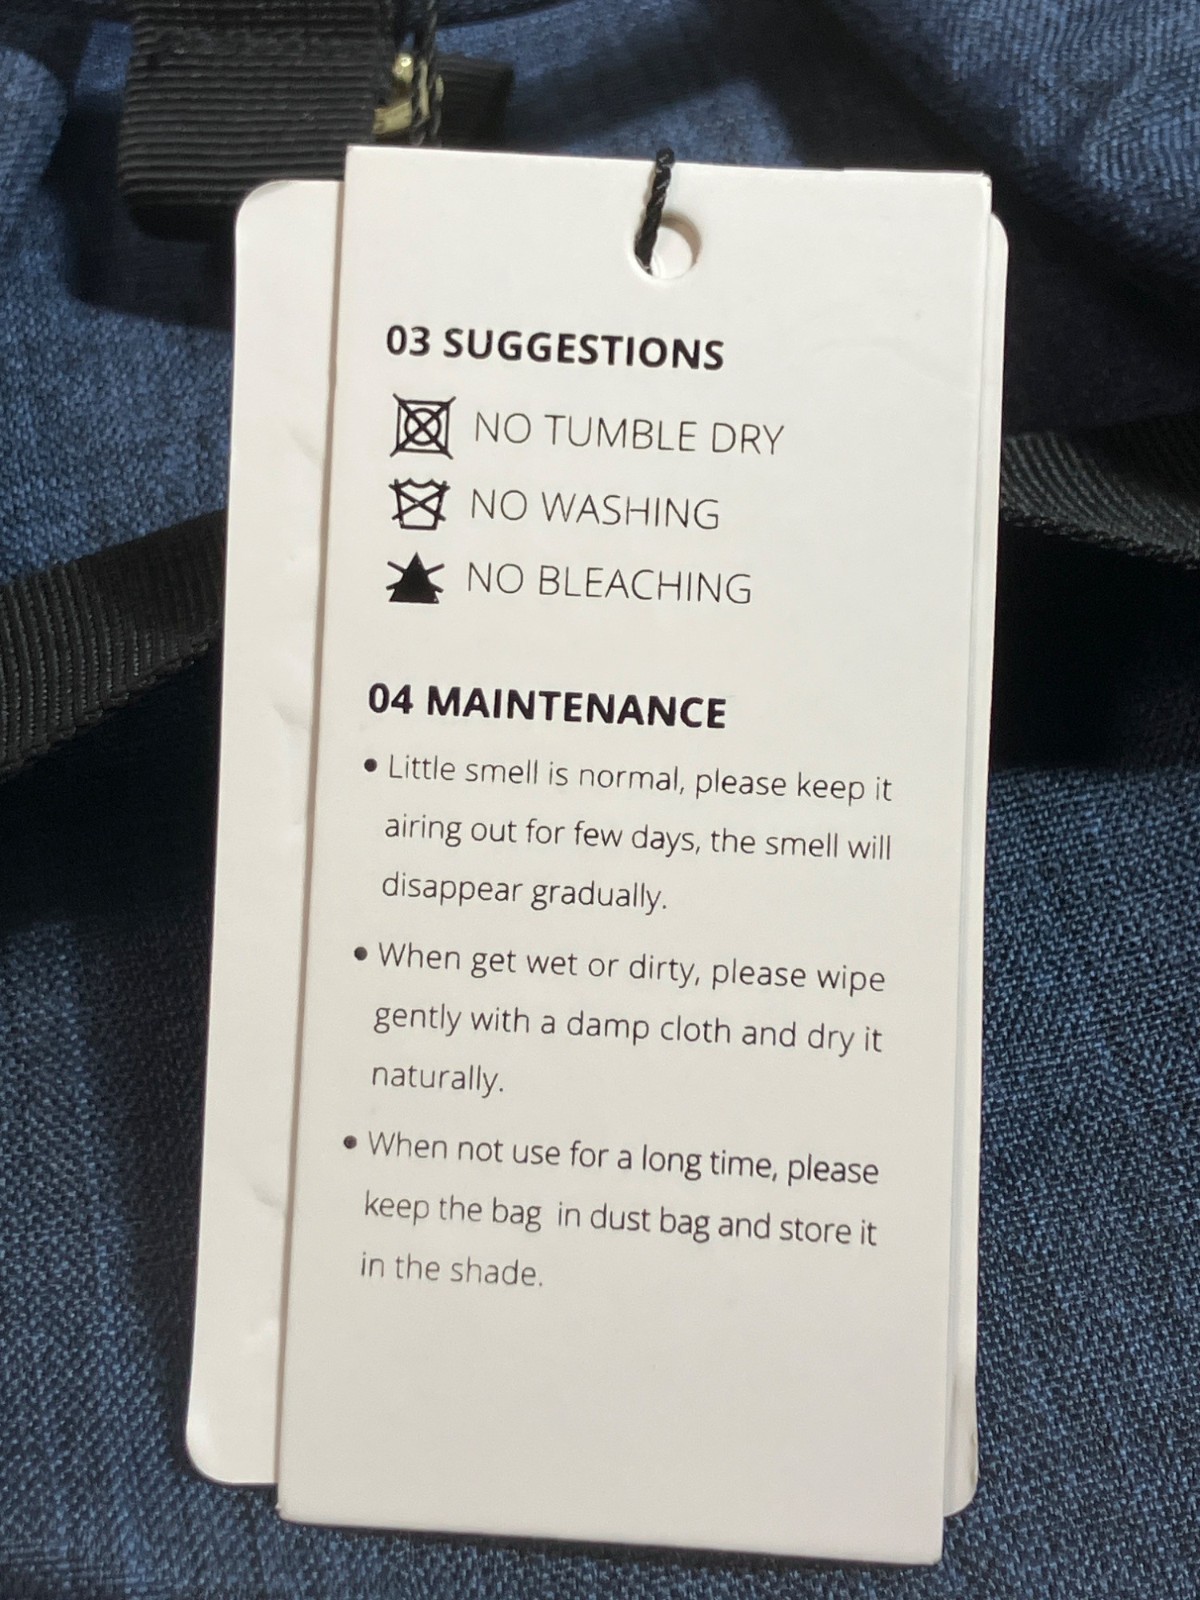 03 SUGGESTIONS
NO TUMBLE DRY
NO WASHING
NO BLEACHING
04 MAINTENANCE
• Little smell is normal, please keep it
airing out for few days, the smell will
disappear gradually.
• When get wet or dirty, please wipe
gently with a damp cloth and dry it
naturally.
• When not use for a long time, please
keep the bag in dust bag and store it
in the shade.